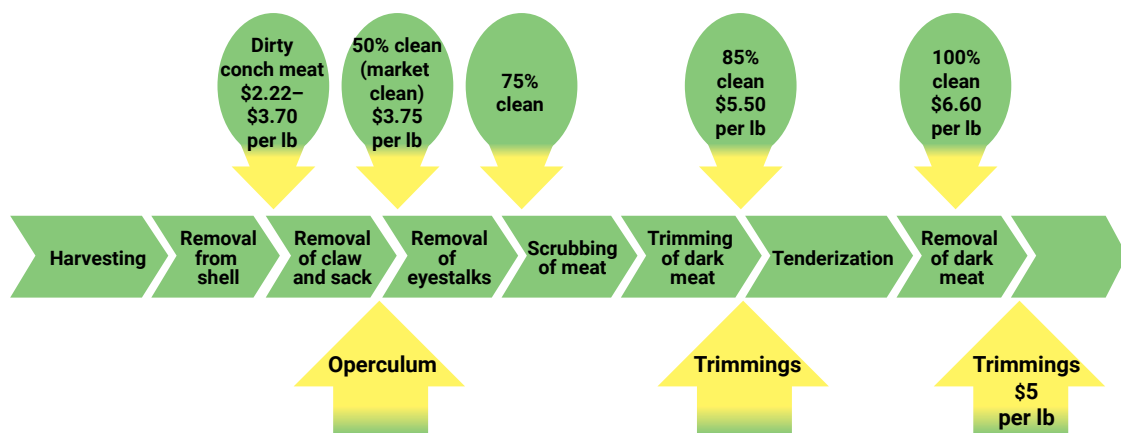 Dirty
conch meat
$2.22–
$3.70
per lb
50% clean
(market
clean)
$3.75
per lb
75%
clean
85%
clean
$5.50
per lb
100%
clean
$6.60
per lb
Harvesting
Removal
from
shell
Removal
of claw
and sack
Removal
of
eyestalks
Scrubbing
of meat
Trimming
of dark
meat
Tenderization
Removal
of dark
meat
Operculum
Trimmings
Trimmings
$5
per lb